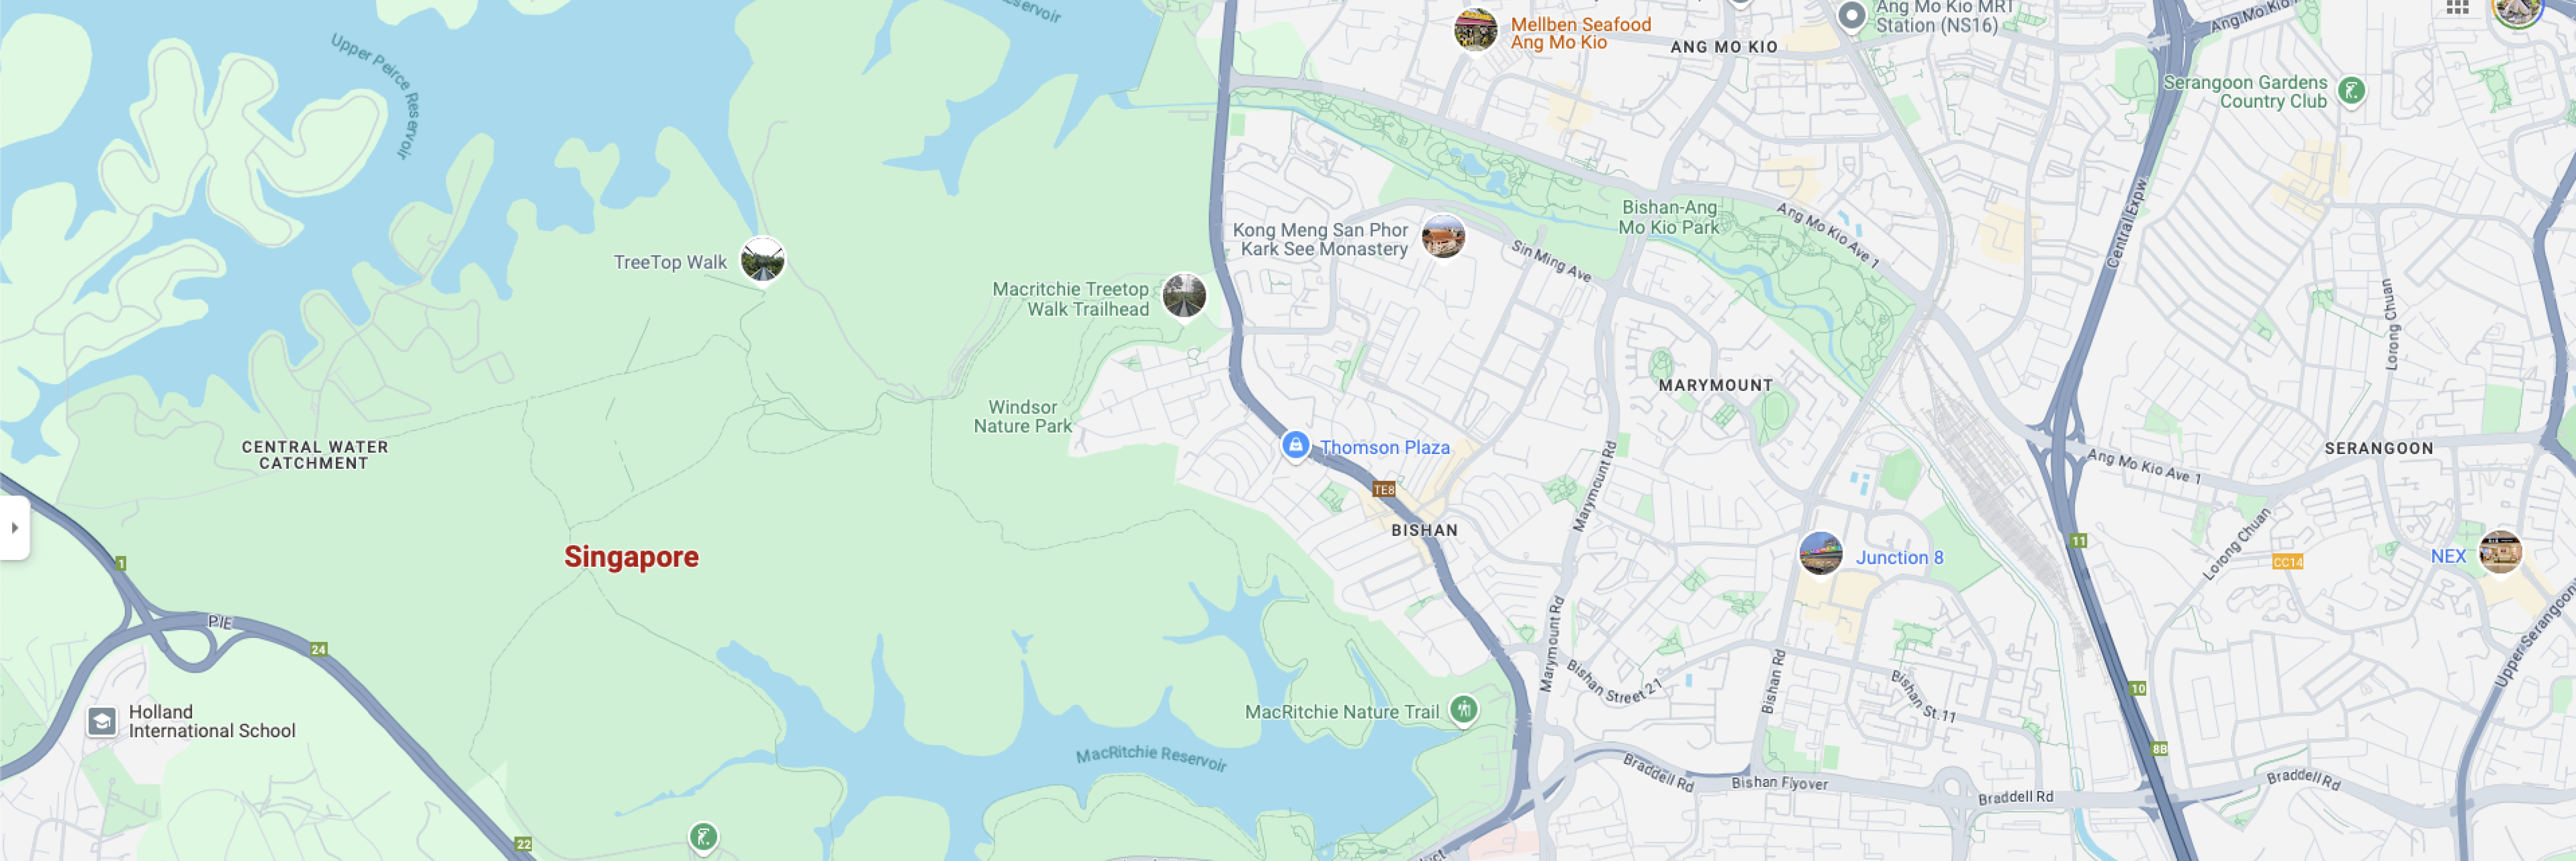 eservoir
Upper Peirce Reservoir
Mellben Seafood
Ang Mo Kio
ANG MO KIO
Ang Mo Kio MRT
Station (NS16)
Ang Mo Kio
Serangoon Gardens
Country Club
Central Expw.
TreeTop Walk
Macritchie Treetop
Walk Trailhead
Kong Meng San Phor
Kark See Monastery
Sin Ming Ave
Bishan-Ang
Mo Kio Park
Ang Mo Kio Ave 1
Lorong Chuan
Windsor
Nature Park
MARYMOUNT
CENTRAL WATER
CATCHMENT
Thomson Plaza
TE8
BISHAN
Marymount Rd
Ang Mo Kio Ave 1
SERANGOON
Singapore
1
Junction 8
11
Lorong Chuan
CC14
NEX
PIE
24
Marymount Rd
Bishan Street 21
Bishan Rd
Bishan St.11
10
Upper Serangoon
Holland
International School
MacRitchie Nature Trail
MacRitchie Reservoir
8B
Braddell Rd
Bishan Flyover
Braddell Rd
Braddell Rd
22